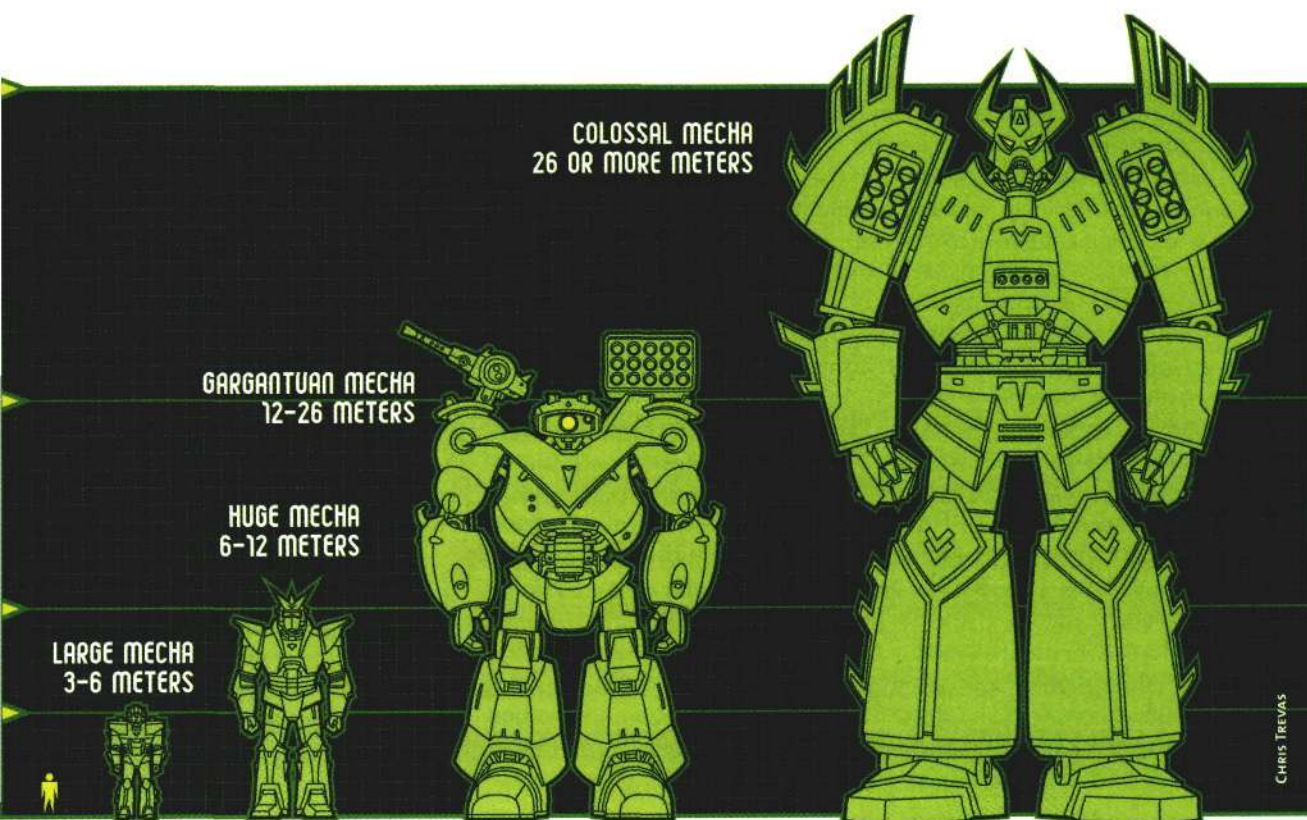 COLOSSAL MECHA
26 OR MORE METERS
GARGANTUAN MECHA
12-26 METERS
HUGE MECHA
6-12 METERS
LARGE MECHA
3-6 METERS
CHRIS TREVAS